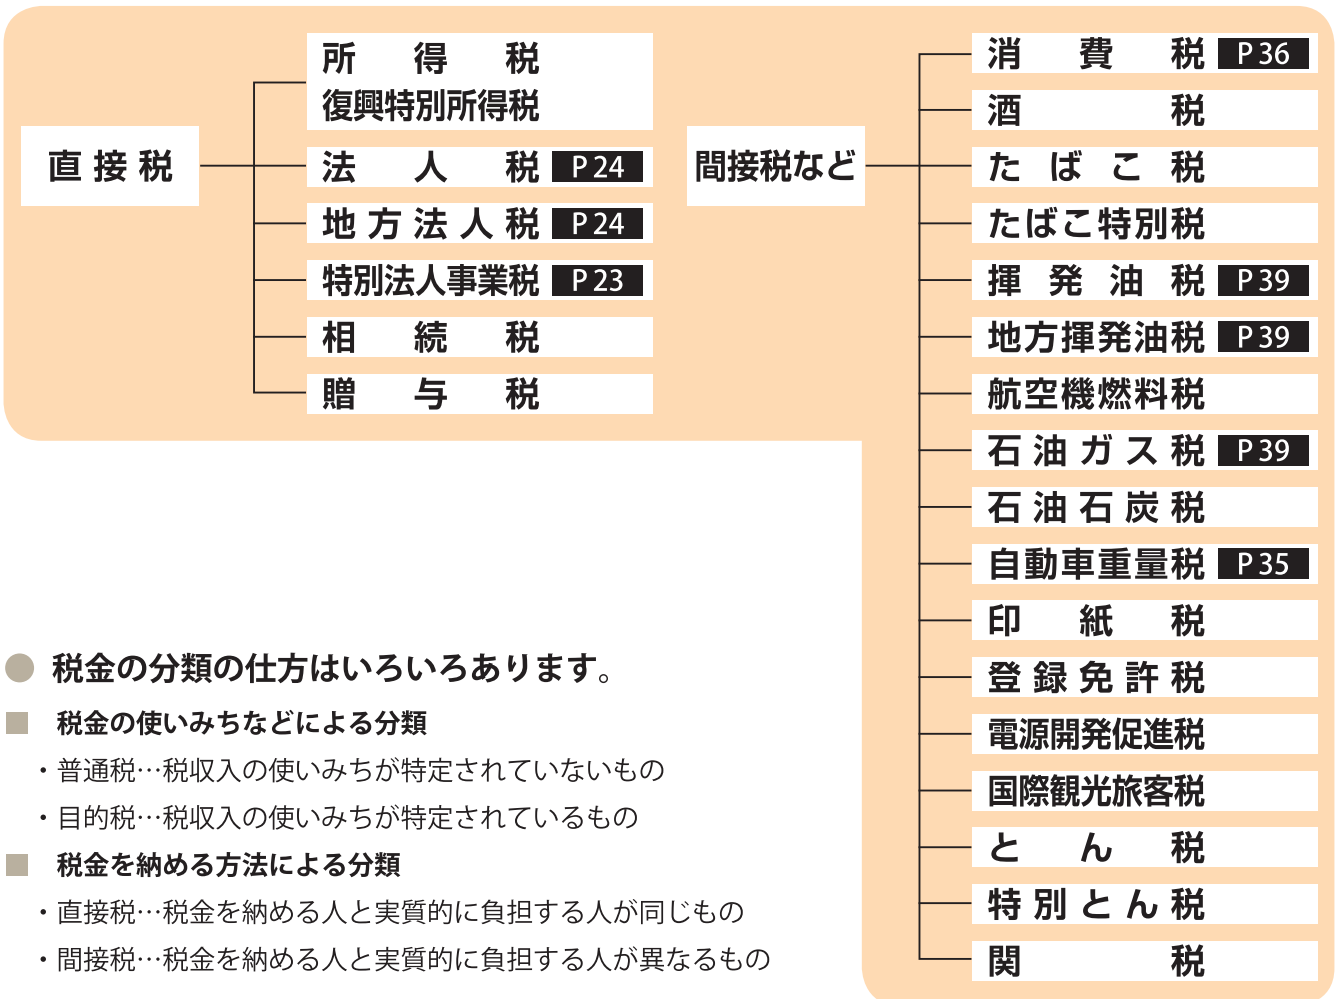 直接税
所得税
復興特別所得税
法人税 P24
地方法人税 P24
特別法人事業税 P23
相続税
贈与税
間接税など
消費税 P36
酒税
たばこ税
たばこ特別税
揮発油税 P39
地方揮発油税 P39
航空機燃料税
石油ガス税 P39
石油石炭税
自動車重量税 P35
印紙税
登録免許税
電源開発促進税
国際観光旅客税
とん税
特別とん税
関税
● 税金の分類の仕方はいろいろあります。
■ 税金の使いみちなどによる分類
・普通税…税収入の使いみちが特定されていないもの
・目的税…税収入の使いみちが特定されているもの
■ 税金を納める方法による分類
・直接税…税金を納める人と実質的に負担する人が同じもの
・間接税…税金を納める人と実質的に負担する人が異なるもの